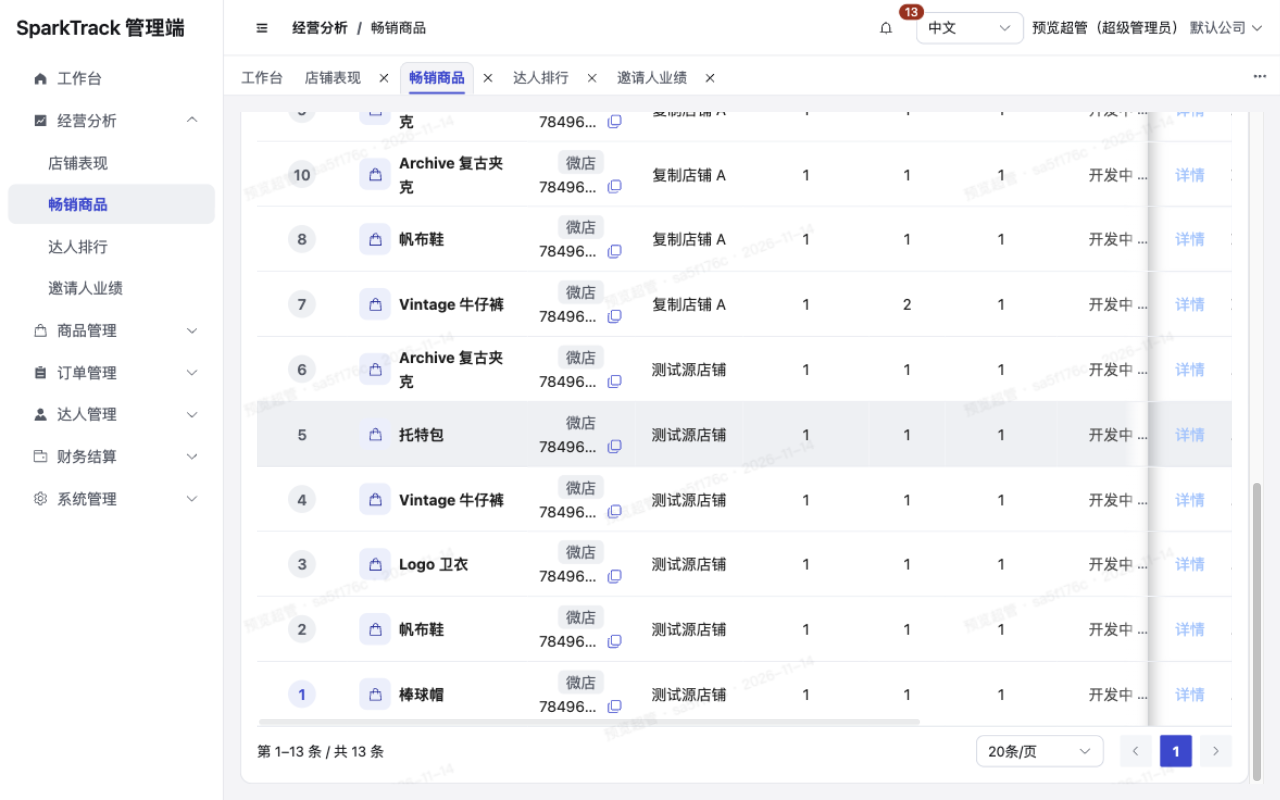 SparkTrack 管理端
工作台
经营分析
店铺表现
畅销商品
达人排行
邀请人业绩
商品管理
订单管理
达人管理
财务结算
系统管理
经营分析 / 畅销商品
13
中文
预览超管（超级管理员）
默认公司
工作台
店铺表现
畅销商品
达人排行
邀请人业绩
克
78496...
10
Archive 复古夹
克
微店
78496...
复制店铺 A
1
1
1
开发中 ...
详情
8
帆布鞋
微店
78496...
复制店铺 A
1
1
1
开发中 ...
详情
7
Vintage 牛仔裤
微店
78496...
复制店铺 A
1
2
1
开发中 ...
详情
6
Archive 复古夹
克
微店
78496...
测试源店铺
1
1
1
开发中 ...
详情
5
托特包
微店
78496...
测试源店铺
1
1
1
开发中 ...
详情
4
Vintage 牛仔裤
微店
78496...
测试源店铺
1
1
1
开发中 ...
详情
3
Logo 卫衣
微店
78496...
测试源店铺
1
1
1
开发中 ...
详情
2
帆布鞋
微店
78496...
测试源店铺
1
1
1
开发中 ...
详情
1
棒球帽
微店
78496...
测试源店铺
1
1
1
开发中 ...
详情
第 1–13 条 / 共 13 条
20条/页
1
预览超管 · sa5f176c · 2026-11-14